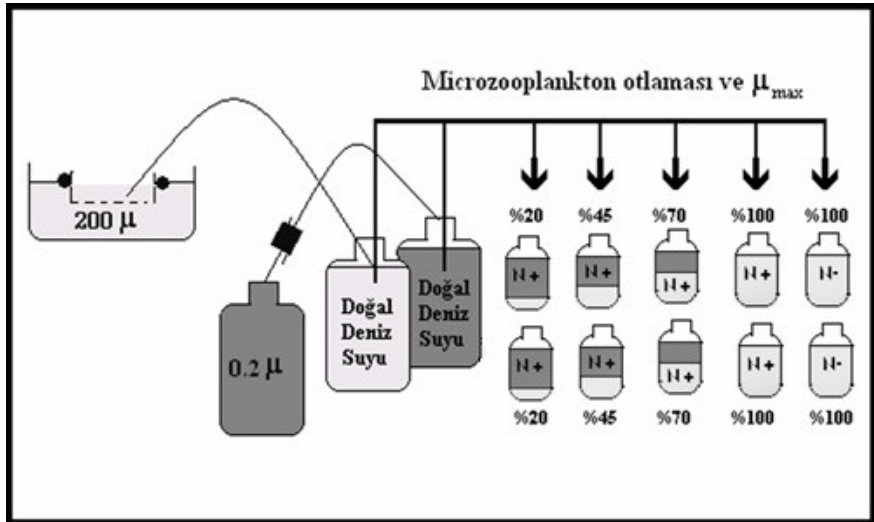 Microzooplankton otlaması ve μmax
200 μ
%20 %45 %70 %100 %100
N+ N+ N+ N+ N-
Doğal
Deniz
Suyu
Doğal
Deniz
Suyu
0.2 μ
N+ N+ N+ N+ N-
%20 %45 %70 %100 %100